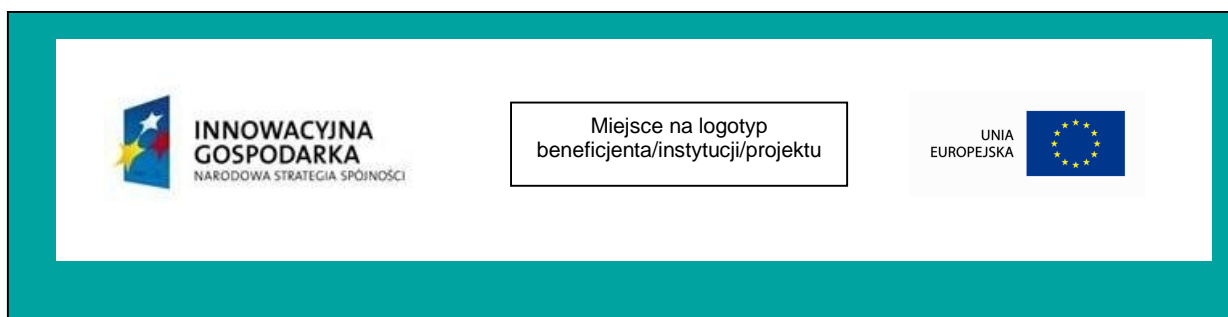 INNOWACYJNA
GOSPODARKA
NARODOWA STRATEGIA SPÓJNOŚCI
Miejsce na logotyp
beneficjenta/instytucji/projektu
UNIA
EUROPEJSKA